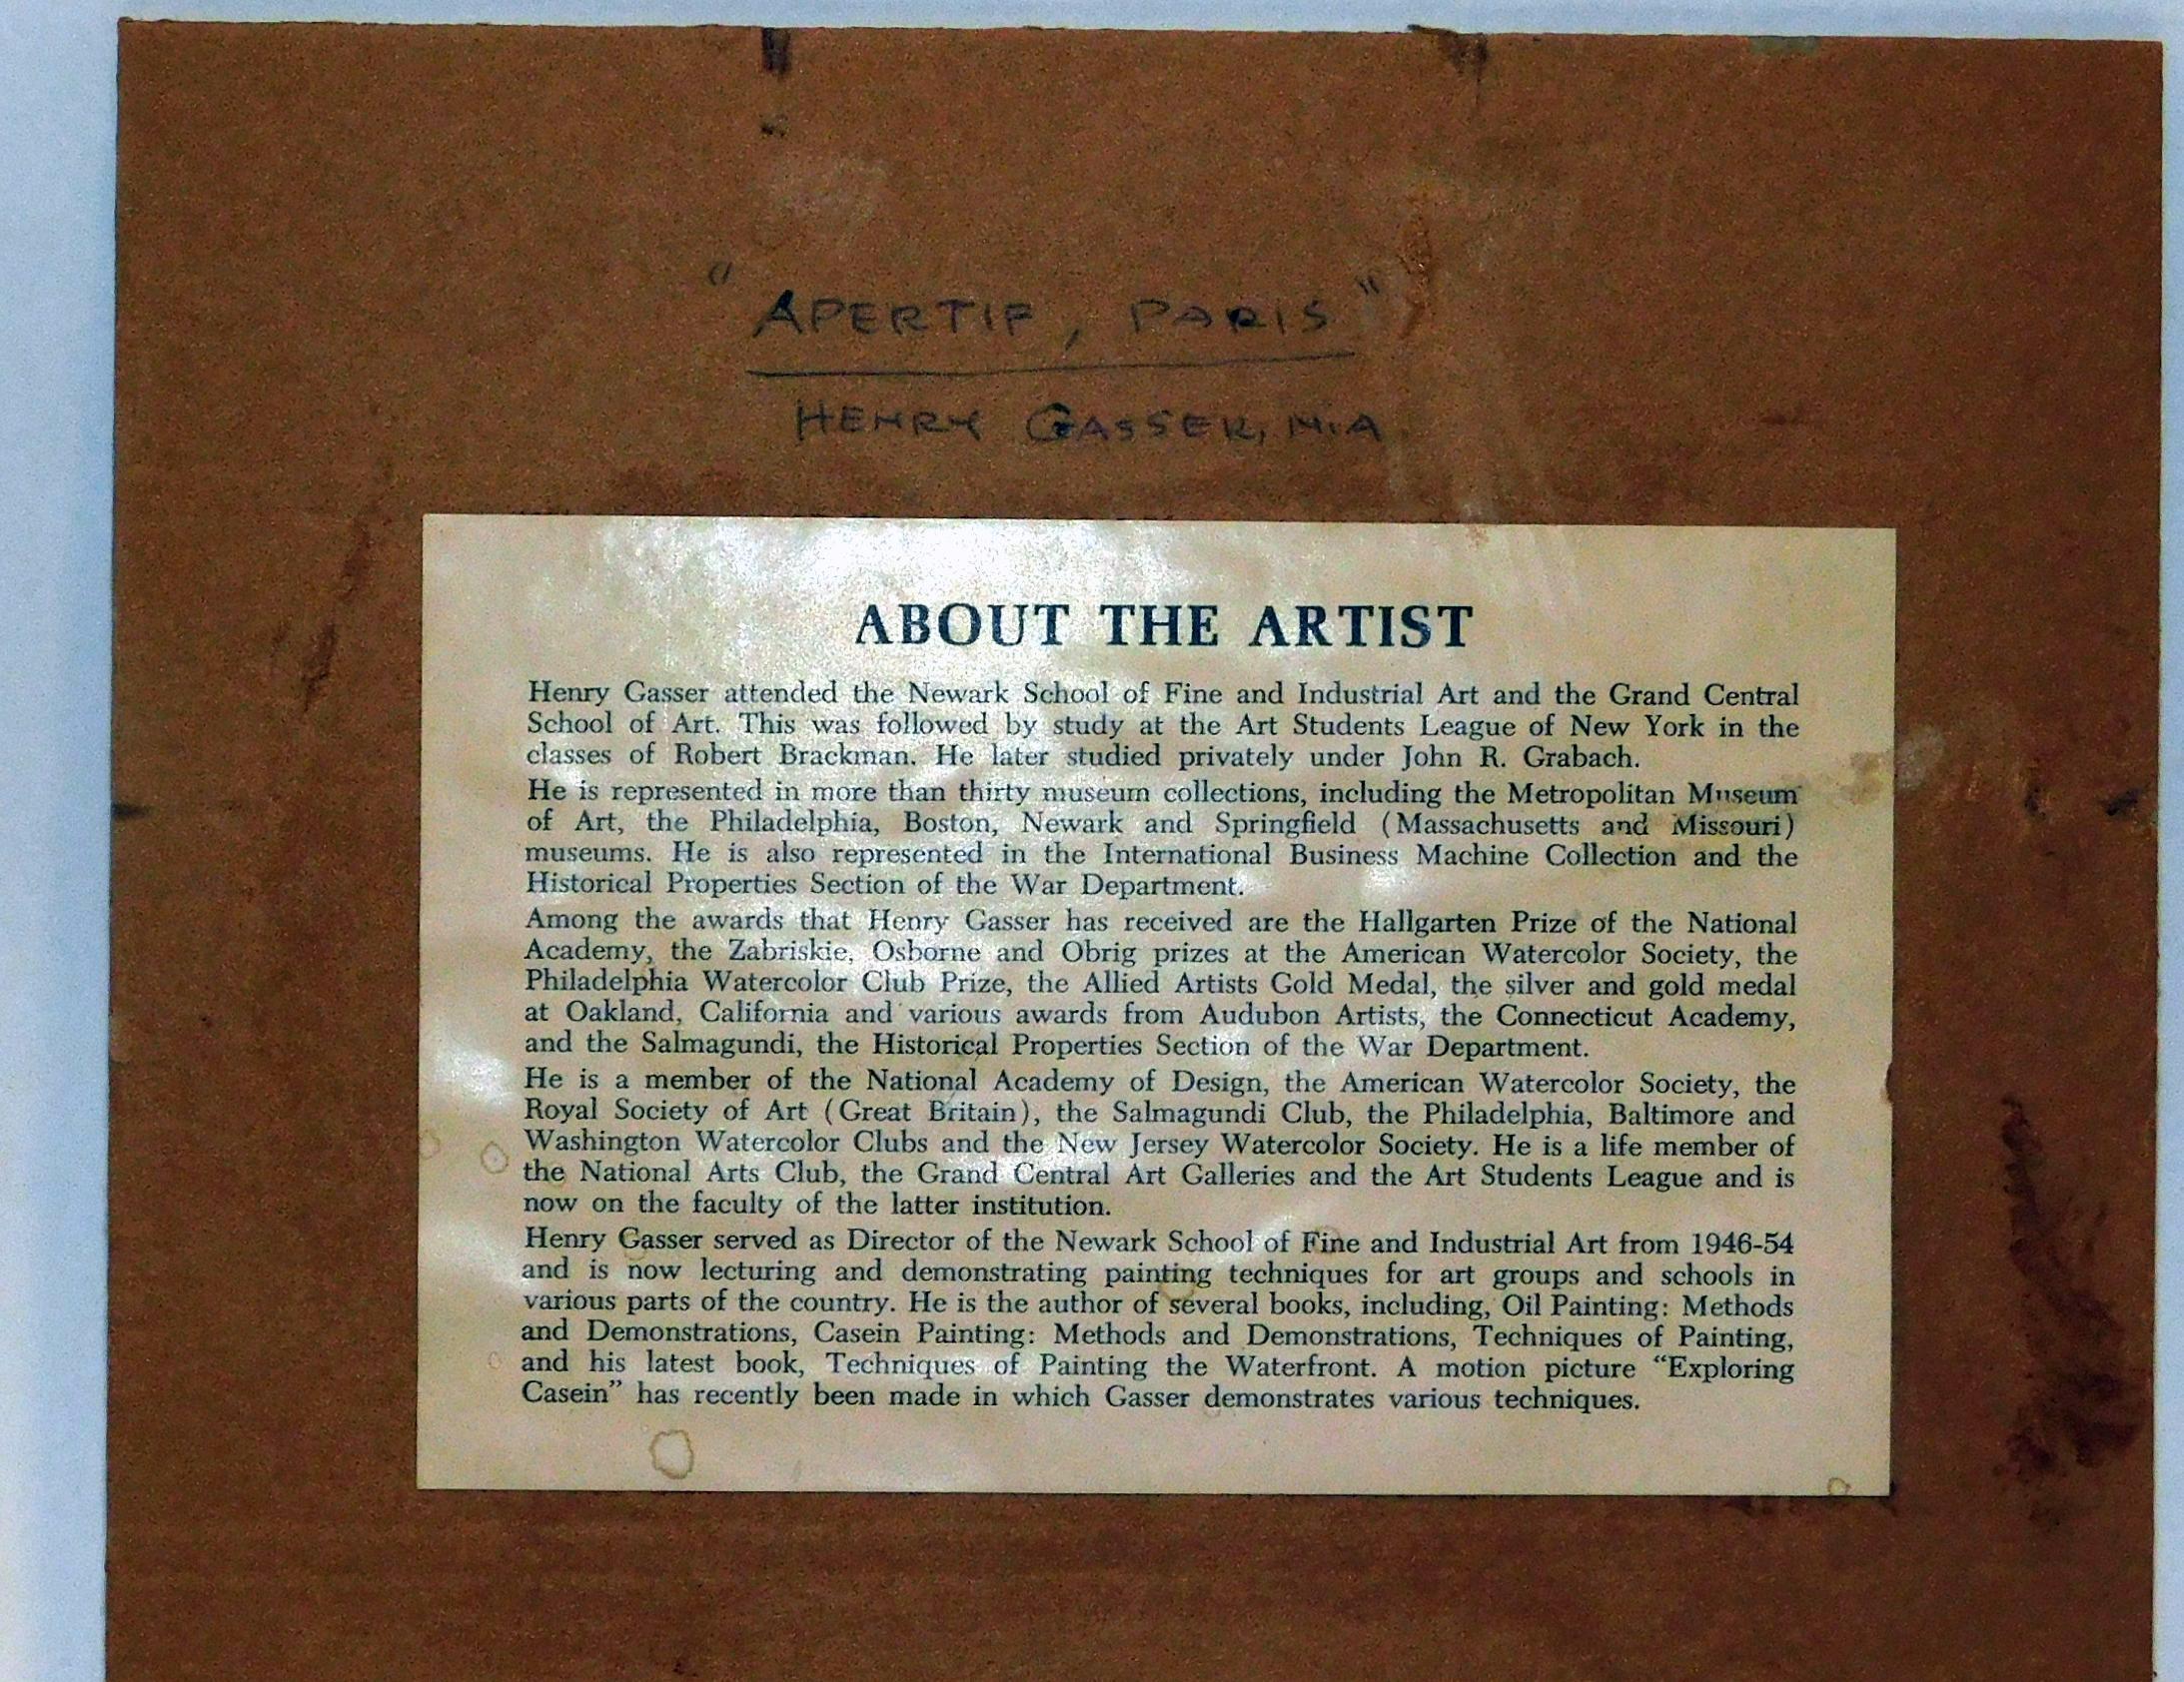 "APERTIF, PARIS"
HENRY GASSER, N.A
ABOUT THE ARTIST
Henry Gasser attended the Newark School of Fine and Industrial Art and the Grand Central
School of Art. This was followed by study at the Art Students League of New York in the
classes of Robert Brackman. He later studied privately under John R. Grabach.
He is represented in more than thirty museum collections, including the Metropolitan Museum
of Art, the Philadelphia, Boston, Newark and Springfield (Massachusetts and Missouri)
museums. He is also represented in the International Business Machine Collection and the
Historical Properties Section of the War Department.
Among the awards that Henry Gasser has received are the Hallgarten Prize of the National
Academy, the Zabriskie, Osborne and Obrig prizes at the American Watercolor Society, the
Philadelphia Watercolor Club Prize, the Allied Artists Gold Medal, the silver and gold medal
at Oakland, California and various awards from Audubon Artists, the Connecticut Academy,
and the Salmagundi, the Historical Properties Section of the War Department.
He is a member of the National Academy of Design, the American Watercolor Society, the
Royal Society of Art (Great Britain), the Salmagundi Club, the Philadelphia, Baltimore and
Washington Watercolor Clubs and the New Jersey Watercolor Society. He is a life member of
the National Arts Club, the Grand Central Art Galleries and the Art Students League and is
now on the faculty of the latter institution.
Henry Gasser served as Director of the Newark School of Fine and Industrial Art from 1946-54
and is now lecturing and demonstrating painting techniques for art groups and schools in
various parts of the country. He is the author of several books, including, Oil Painting: Methods
and Demonstrations, Casein Painting: Methods and Demonstrations, Techniques of Painting,
and his latest book, Techniques of Painting the Waterfront. A motion picture “Exploring
Casein” has recently been made in which Gasser demonstrates various techniques.